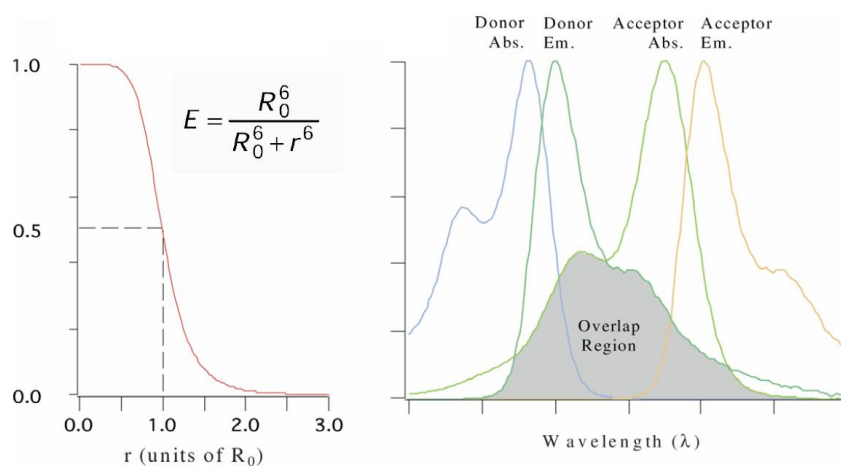 1.0
0.5
0.0
0.0 1.0 2.0 3.0
r (units of R₀)
E = R₀⁶ / (R₀⁶ + r⁶)
Donor Abs.
Donor Em.
Acceptor Abs.
Acceptor Em.
Overlap
Region
Wavelength (λ)